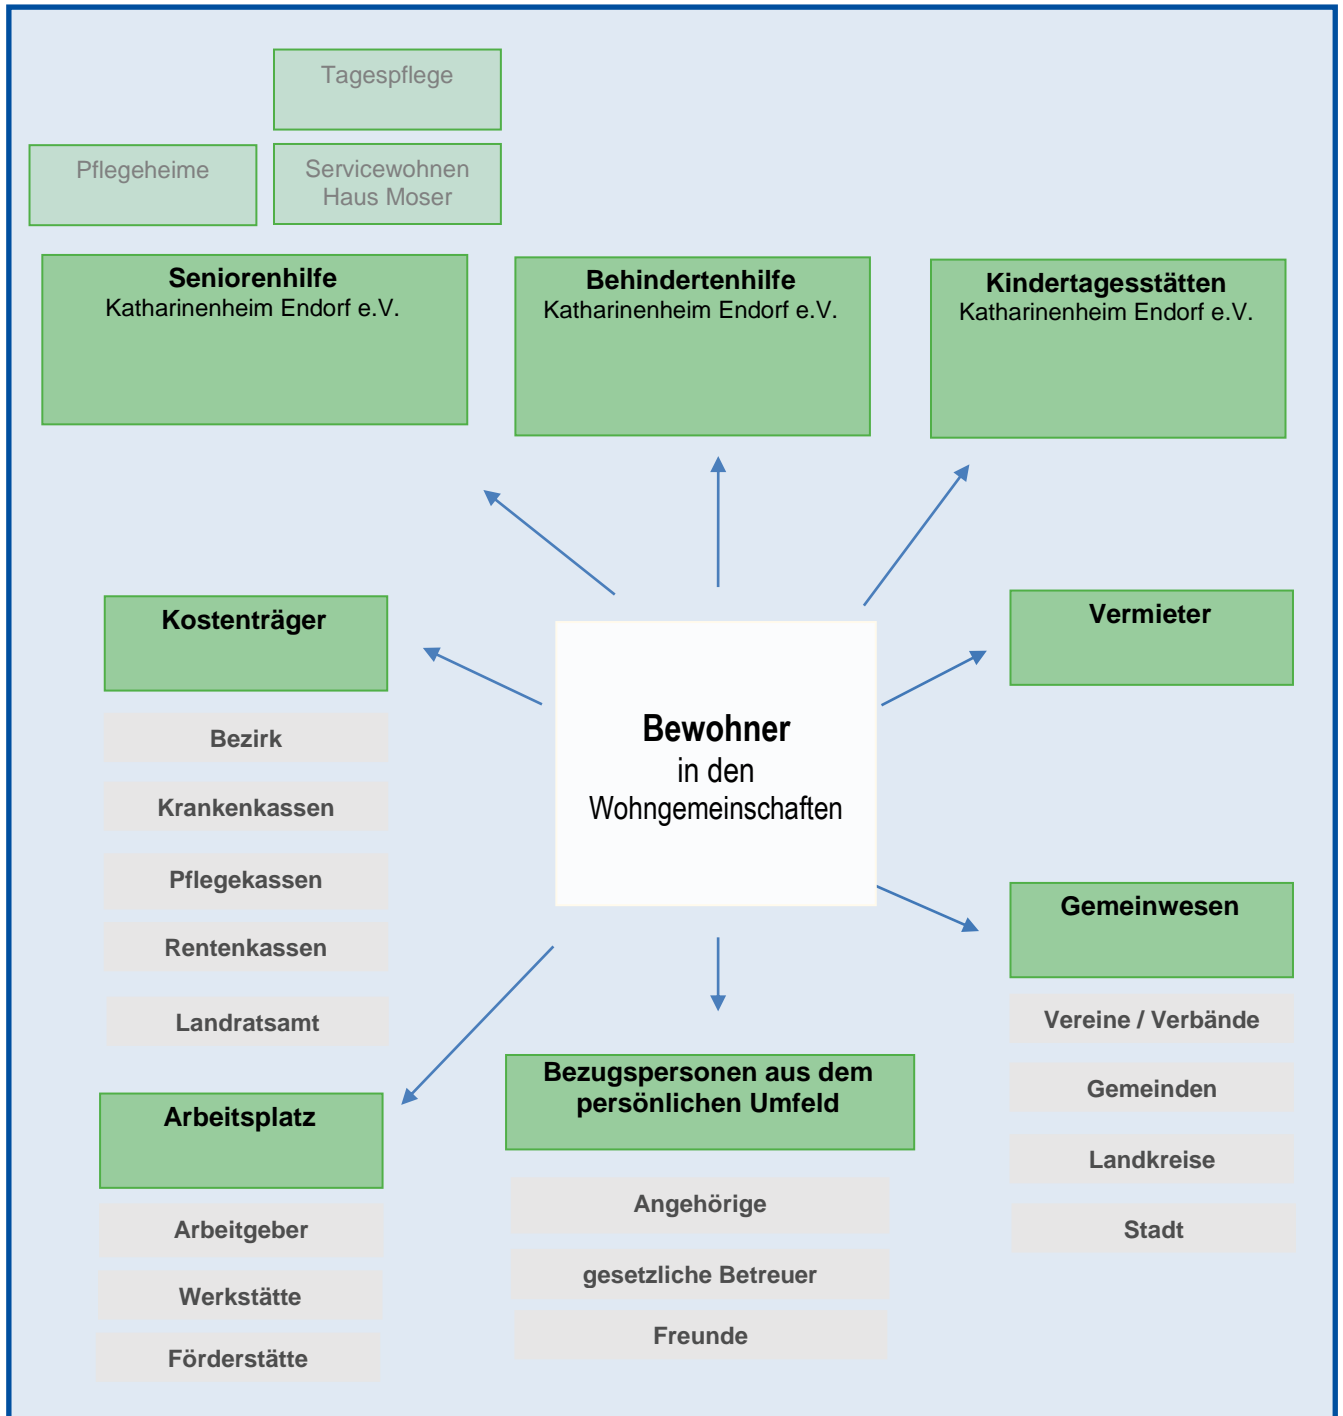 Tagespflege
Pflegeheime
Servicewohnen
Haus Moser
Seniorenhilfe
Katharinenheim Endorf e.V.
Behindertenhilfe
Katharinenheim Endorf e.V.
Kindertagesstätten
Katharinenheim Endorf e.V.
Kostenträger
Bezirk
Krankenkassen
Pflegekassen
Rentenkassen
Landratsamt
Bewohner
in den
Wohngemeinschaften
Vermieter
Gemeinwesen
Vereine / Verbände
Gemeinden
Landkreise
Stadt
Arbeitsplatz
Arbeitgeber
Werkstätte
Förderstätte
Bezugspersonen aus dem
persönlichen Umfeld
Angehörige
gesetzliche Betreuer
Freunde